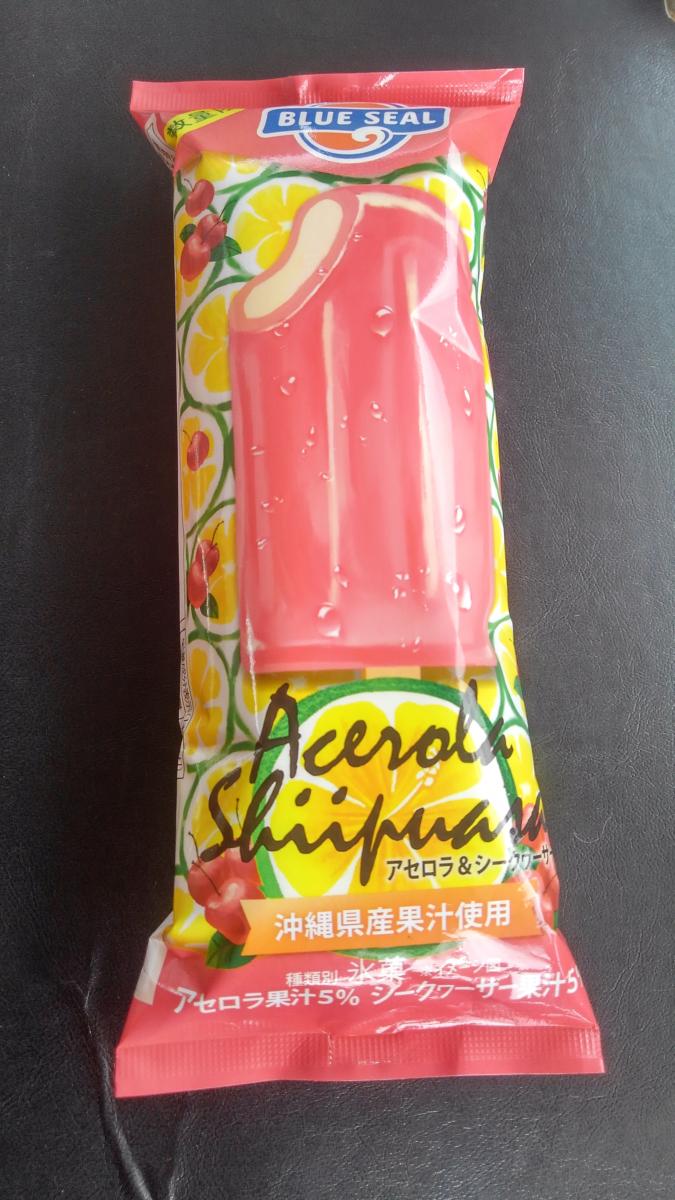 数量
BLUE SEAL
Acerola
Shiipuasa
アセロラ&シークワーサー
沖縄県産果汁使用
種類別 氷菓
アセロラ果汁5% シークワーサー果汁5